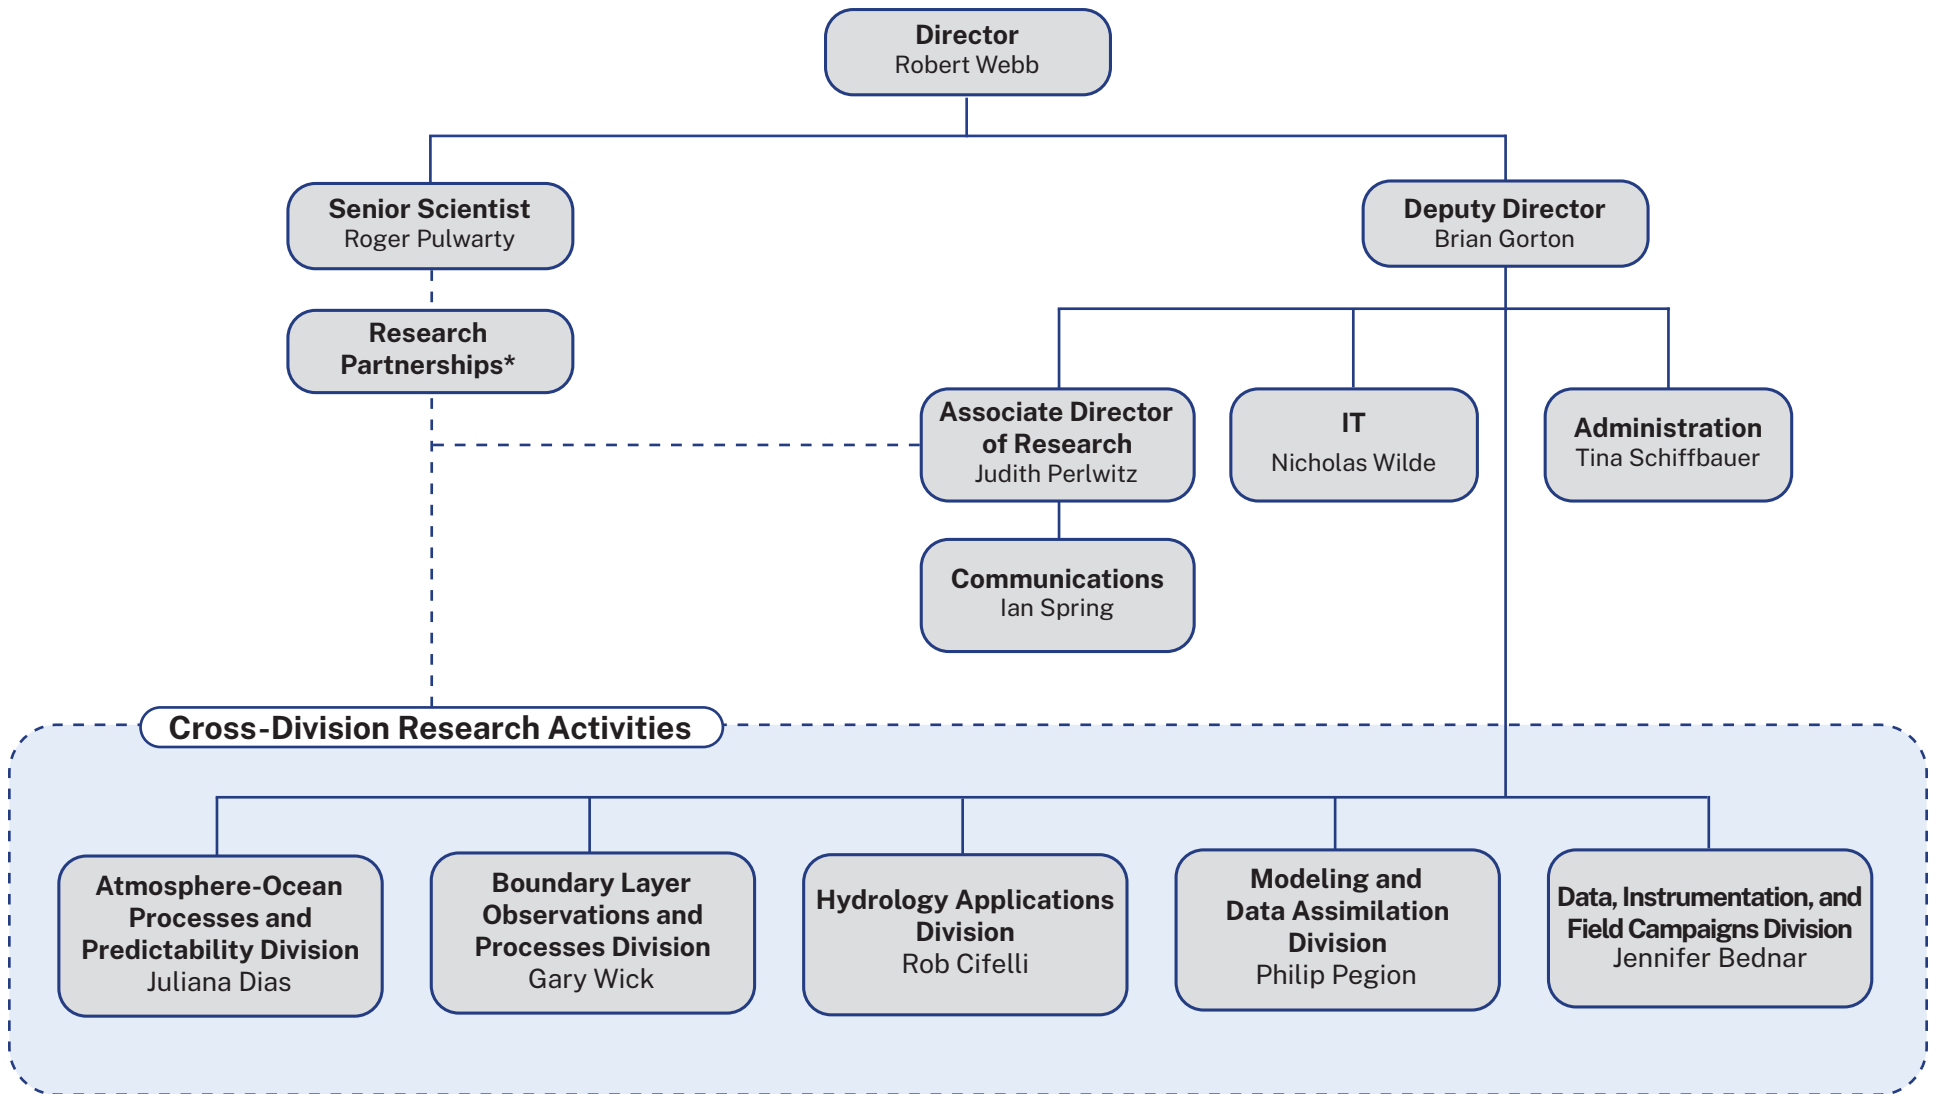 Director
Robert Webb
Senior Scientist
Roger Pulwarty
Deputy Director
Brian Gorton
Research
Partnerships*
Associate Director
of Research
Judith Perlwitz
IT
Nicholas Wilde
Administration
Tina Schiffbauer
Communications
Ian Spring
Cross-Division Research Activities
Atmosphere-Ocean
Processes and
Predictability Division
Juliana Dias
Boundary Layer
Observations and
Processes Division
Gary Wick
Hydrology Applications
Division
Rob Cifelli
Modeling and
Data Assimilation
Division
Philip Pegion
Data, Instrumentation, and
Field Campaigns Division
Jennifer Bednar